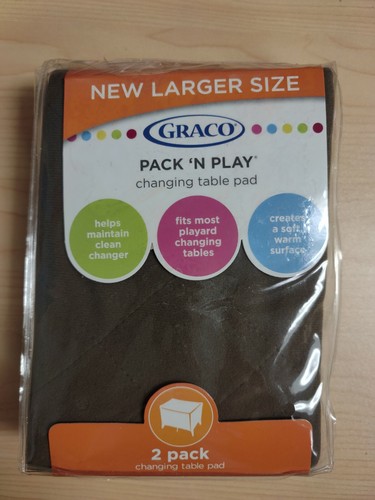 NEW LARGER SIZE
GRACO®
PACK 'N PLAY®
changing table pad
helps
maintain
clean
changer
fits most
playard
changing
tables
creates
a soft,
warm
surface
2 pack
changing table pad